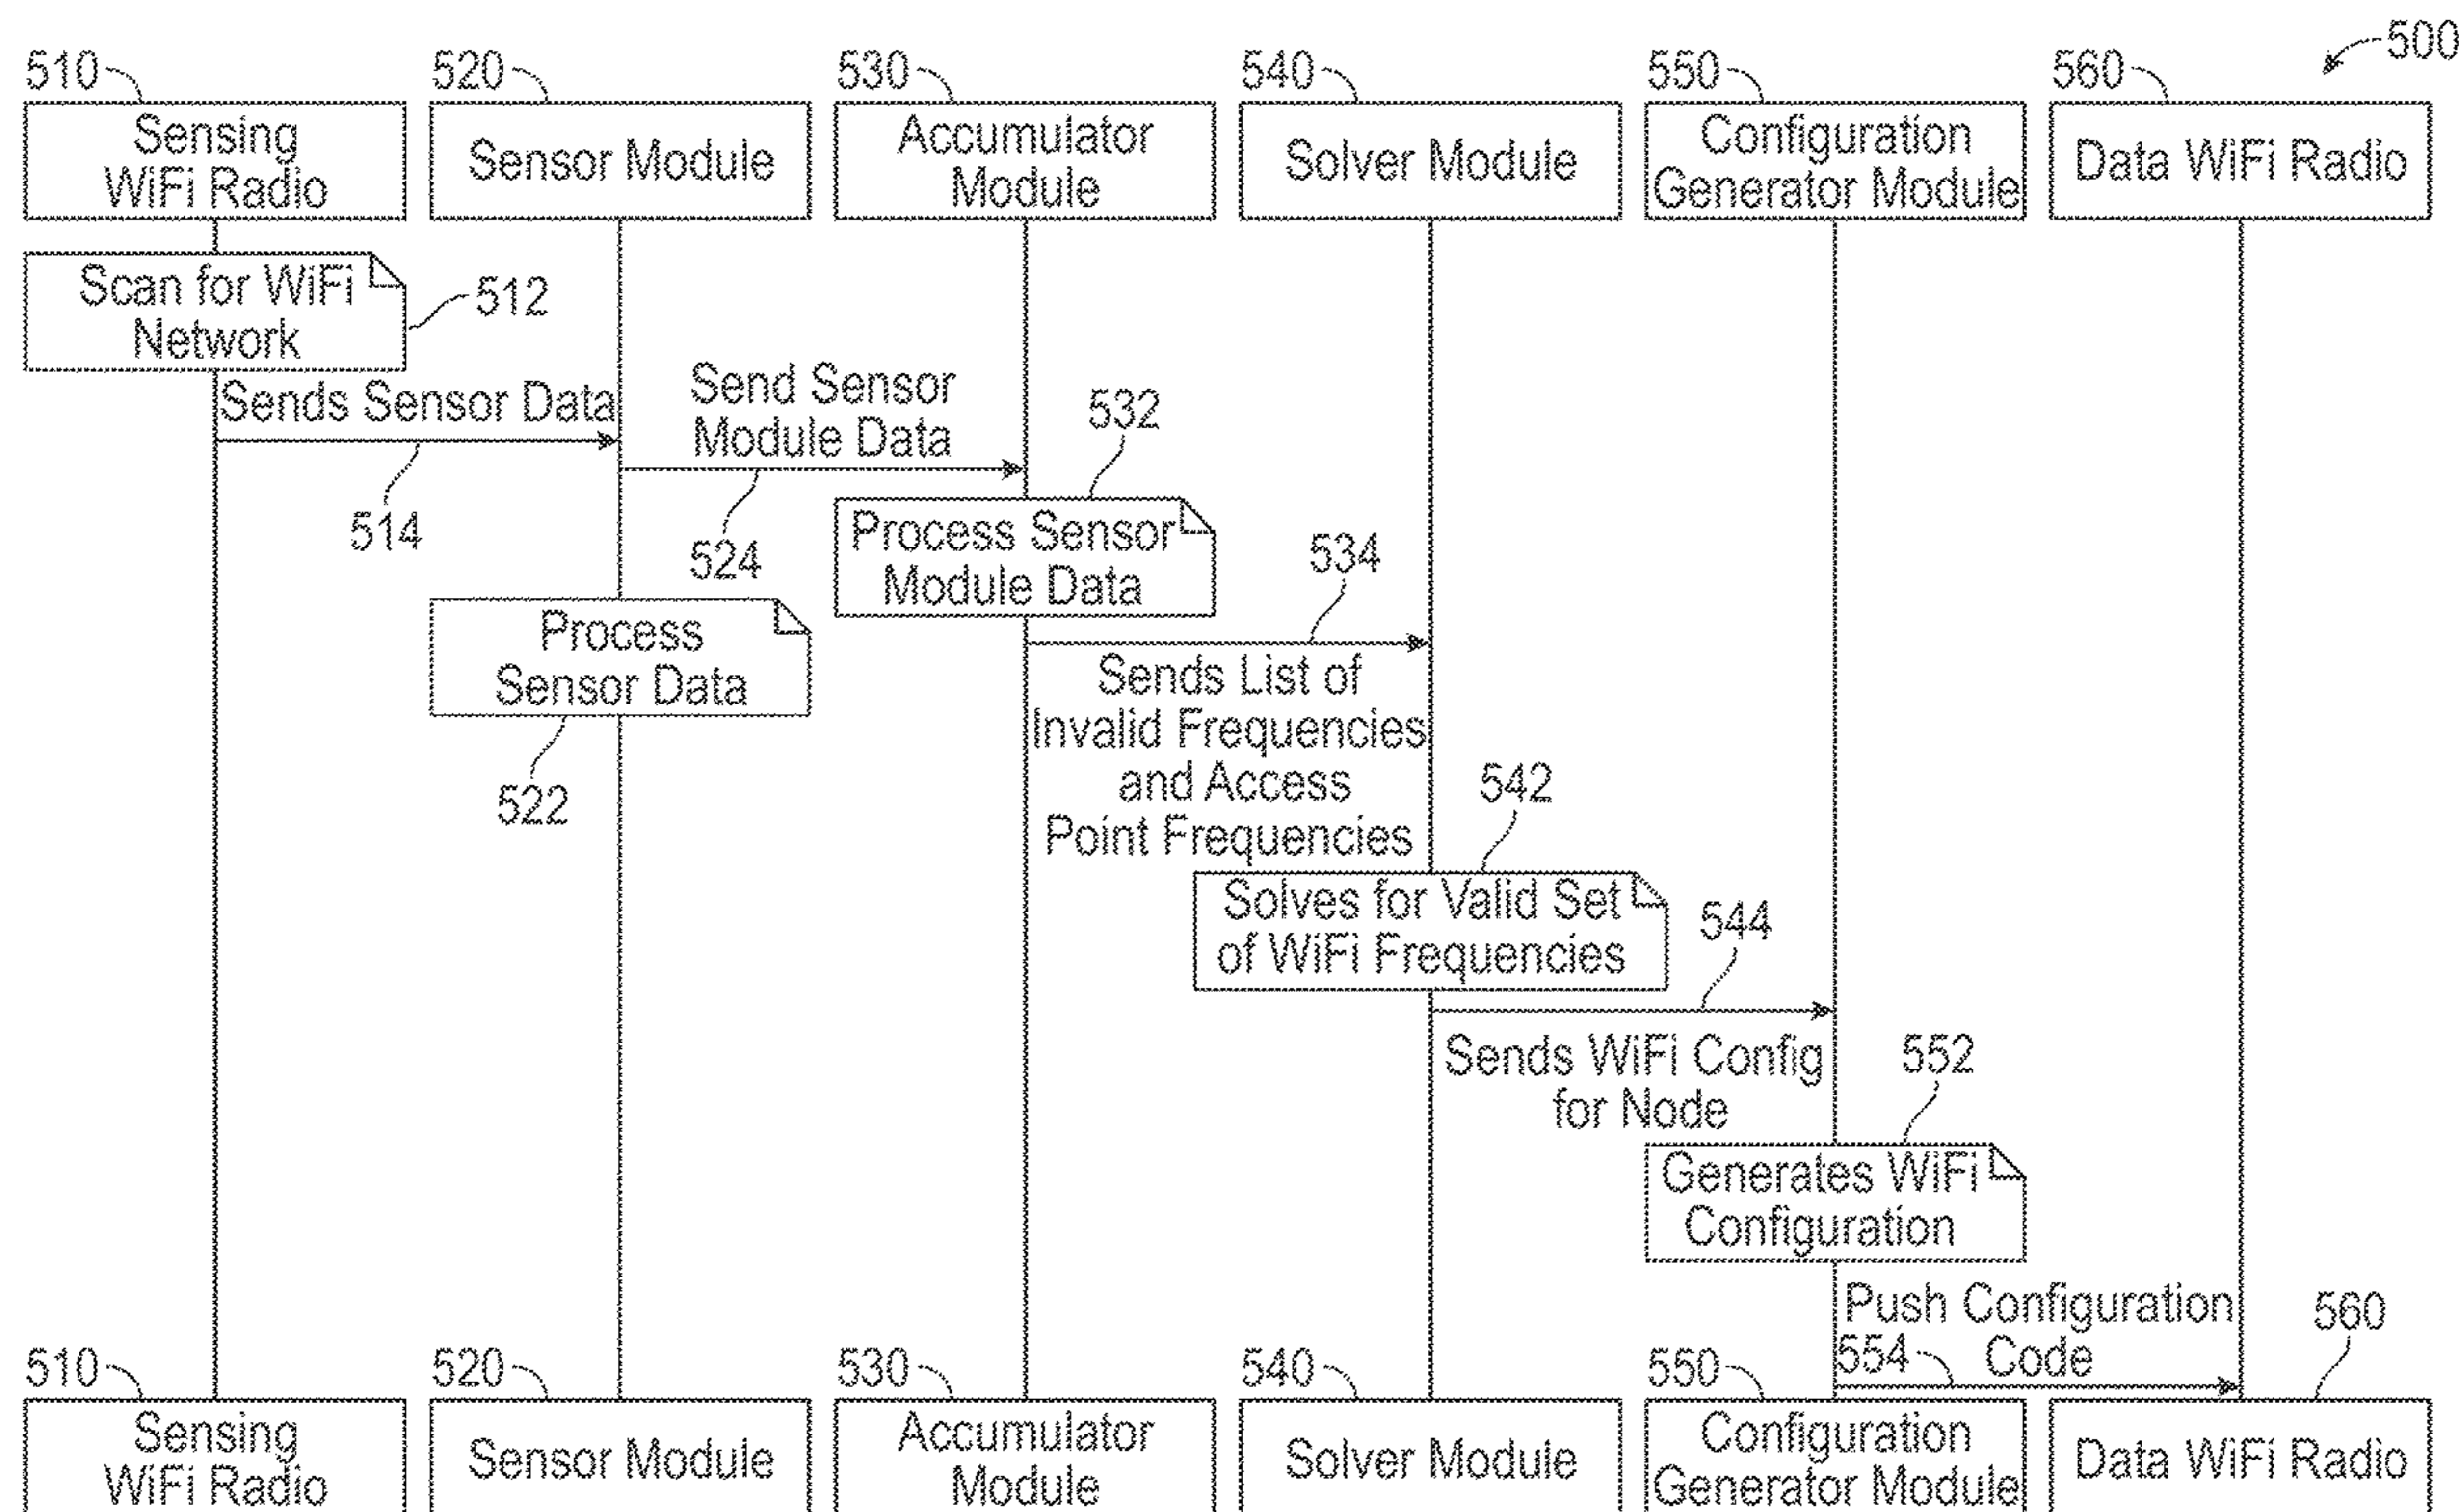 500
510
520
530
540
550
560
Sensing
WiFi Radio
Sensor Module
Accumulator
Module
Solver Module
Configuration
Generator Module
Data WiFi Radio
Scan for WiFi
Network
512
Sends Sensor Data
514
Send Sensor
Module Data
524
532
Process Sensor
Module Data
534
Process
Sensor Data
522
Sends List of
Invalid Frequencies
and Access
Point Frequencies
542
Solves for Valid Set
of WiFi Frequencies
544
Sends WiFi Config
for Node
552
Generates WiFi
Configuration
Push Configuration
Code
554
510
520
530
540
550
560
Sensing
WiFi Radio
Sensor Module
Accumulator
Module
Solver Module
Configuration
Generator Module
Data WiFi Radio